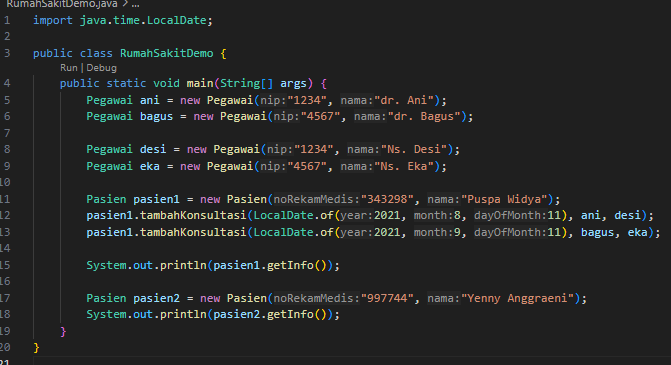 RumahSakitDemo.java > ...
1 import java.time.LocalDate;
2
3 public class RumahSakitDemo {
Run | Debug
4 public static void main(String[] args) {
5 Pegawai ani = new Pegawai(nip:"1234", nama:"dr. Ani");
6 Pegawai bagus = new Pegawai(nip:"4567", nama:"dr. Bagus");
7
8 Pegawai desi = new Pegawai(nip:"1234", nama:"Ns. Desi");
9 Pegawai eka = new Pegawai(nip:"4567", nama:"Ns. Eka");
10
11 Pasien pasien1 = new Pasien(noRekamMedis:"343298", nama:"Puspa Widya");
12 pasien1.tambahKonsultasi(LocalDate.of(year:2021, month:8, dayOfMonth:11), ani, desi);
13 pasien1.tambahKonsultasi(LocalDate.of(year:2021, month:9, dayOfMonth:11), bagus, eka);
14
15 System.out.println(pasien1.getInfo());
16
17 Pasien pasien2 = new Pasien(noRekamMedis:"997744", nama:"Yenny Anggraeni");
18 System.out.println(pasien2.getInfo());
19 }
20 }
21